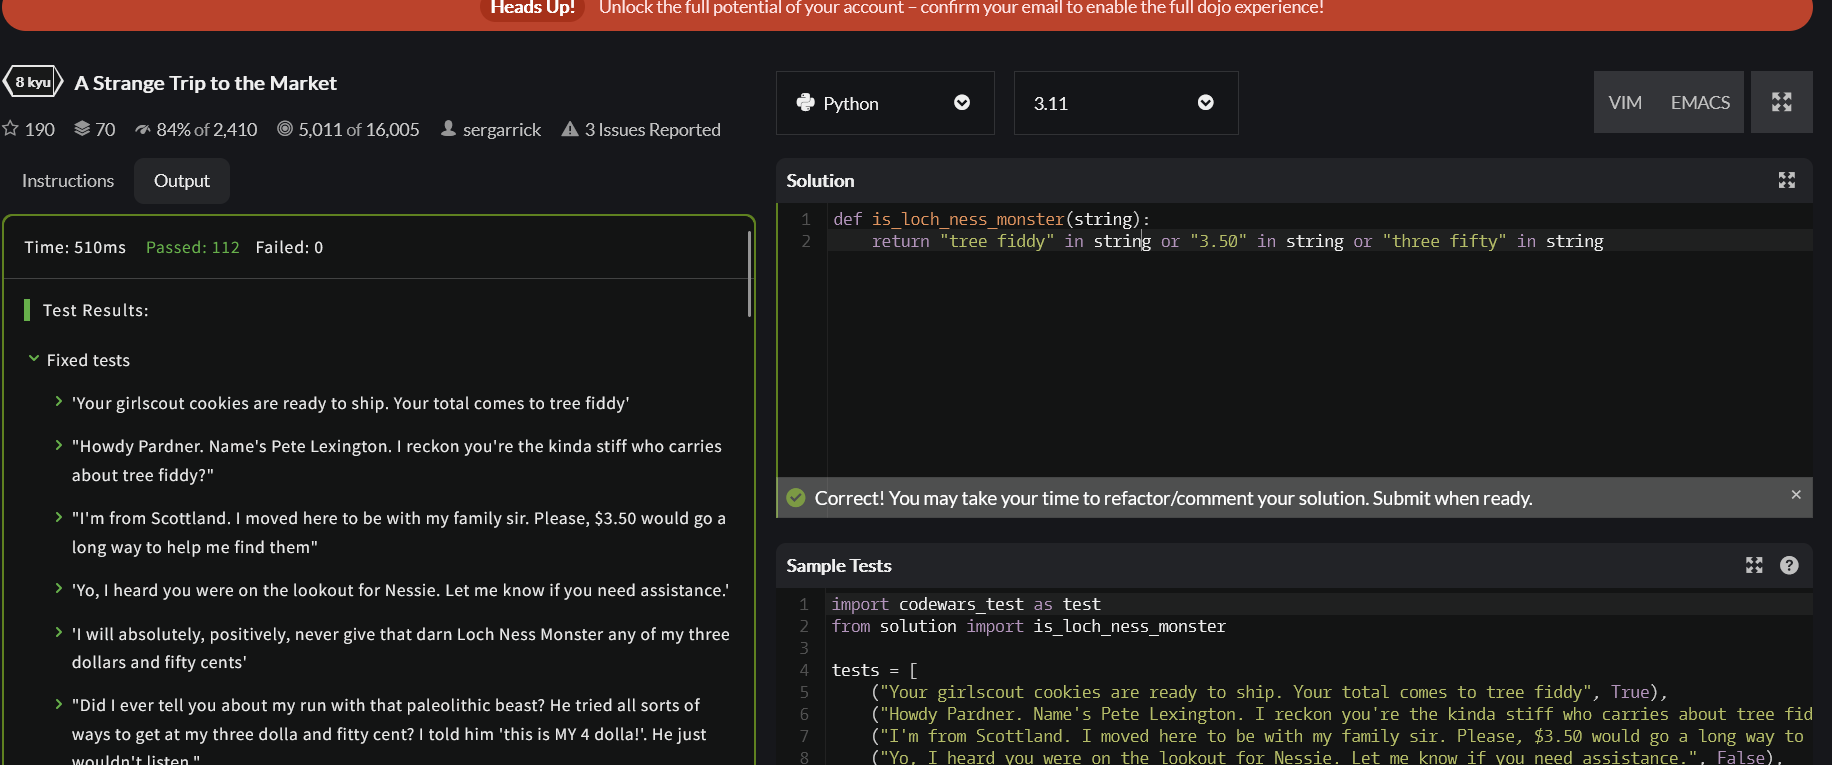 Heads Up! Unlock the full potential of your account – confirm your email to enable the full dojo experience!
8 kyu A Strange Trip to the Market
190 70 84% of 2,410 5,011 of 16,005 sergarrick 3 Issues Reported
Instructions Output
Time: 510ms Passed: 112 Failed: 0
Test Results:
Fixed tests
'Your girlscout cookies are ready to ship. Your total comes to tree fiddy'
"Howdy Pardner. Name's Pete Lexington. I reckon you're the kinda stiff who carries
about tree fiddy?"
"I'm from Scottland. I moved here to be with my family sir. Please, $3.50 would go a
long way to help me find them"
'Yo, I heard you were on the lookout for Nessie. Let me know if you need assistance.'
'I will absolutely, positively, never give that darn Loch Ness Monster any of my three
dollars and fifty cents'
"Did I ever tell you about my run with that paleolithic beast? He tried all sorts of
ways to get at my three dolla and fitty cent? I told him 'this is MY 4 dolla!'. He just
wouldn't listen."
Python 3.11 VIM EMACS
Solution
1 def is_loch_ness_monster(string):
2 return "tree fiddy" in string or "3.50" in string or "three fifty" in string
Correct! You may take your time to refactor/comment your solution. Submit when ready.
Sample Tests
1 import codewars_test as test
2 from solution import is_loch_ness_monster
3
4 tests = [
5 ("Your girlscout cookies are ready to ship. Your total comes to tree fiddy", True),
6 ("Howdy Pardner. Name's Pete Lexington. I reckon you're the kinda stiff who carries about tree fid
7 ("I'm from Scottland. I moved here to be with my family sir. Please, $3.50 would go a long way to
8 ("Yo, I heard you were on the lookout for Nessie. Let me know if you need assistance.", False),